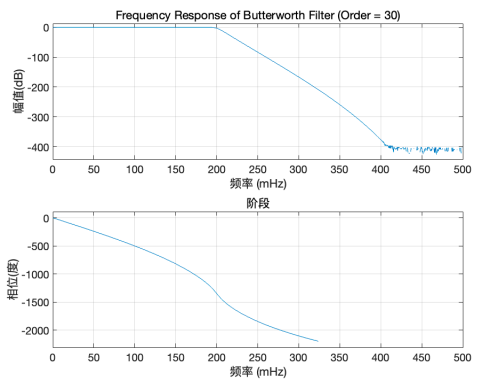 Frequency Response of Butterworth Filter (Order = 30)
幅值(dB)
0
-100
-200
-300
-400
0 50 100 150 200 250 300 350 400 450 500
频率 (mHz)
阶段
相位(度)
0
-500
-1000
-1500
-2000
0 50 100 150 200 250 300 350 400 450 500
频率 (mHz)